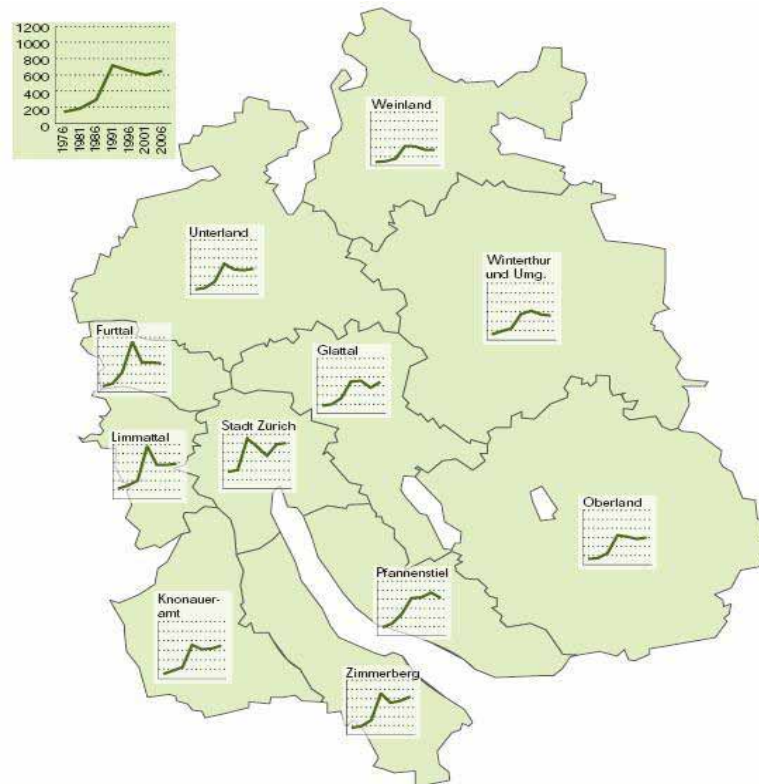 1200
1000
800
600
400
200
0
1976
1981
1986
1991
1996
2001
2006
Weinland
Unterland
Winterthur
und Umg.
Furttal
Glattal
Stadt Zürich
Limmattal
Oberland
Pfannenstiel
Knonauer-
amt
Zimmerberg